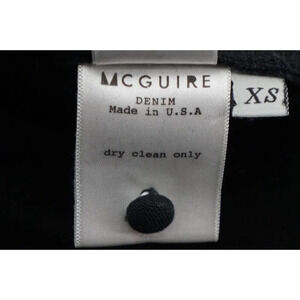 MCGUIRE
DENIM
Made in U.S.A
XS
dry clean only